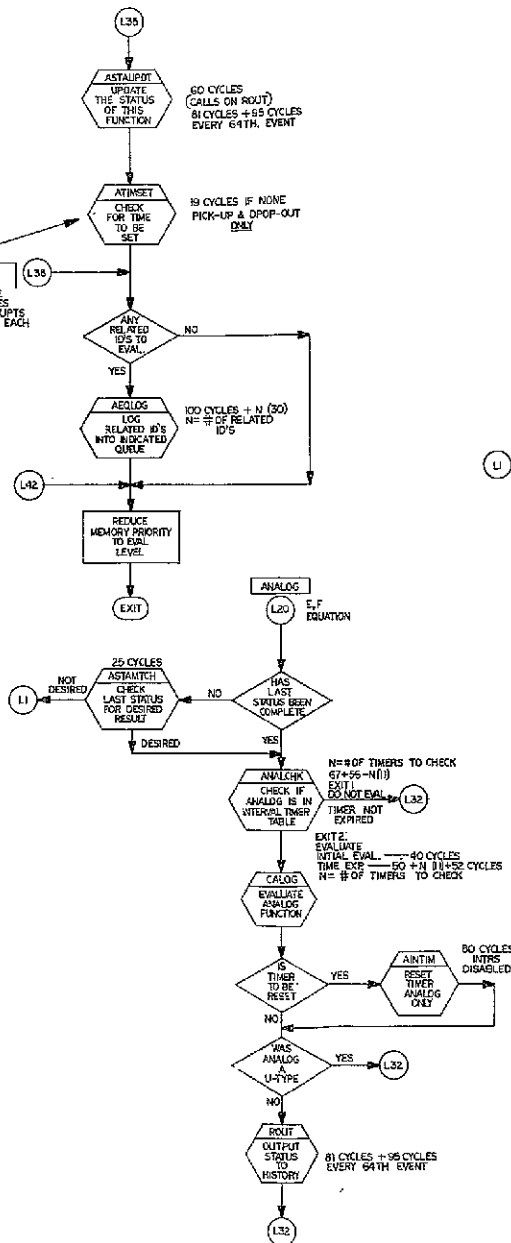 L35
ASTAUPDT
UPDATE
THE STATUS
OF THIS
FUNCTION
60 CYCLES
(CALLS ON ROUT)
81 CYCLES + 95 CYCLES
EVERY 64TH. EVENT
ATIMSET
CHECK
FOR TIME
TO BE
SET
19 CYCLES IF NONE
PICK-UP & DPOP-OUT
ONLY
L38
UPTS
EACH
ANY
RELATED
ID'S TO
EVAL.
NO
YES
AEQLOG
LOG
RELATED ID'S
INTO INDICATED
QUEUE
100 CYCLES + N (30)
N= # OF RELATED
ID'S
L42
L1
REDUCE
MEMORY PRIORITY
TO EVAL
LEVEL
EXIT
ANALOG
L20
E,F
EQUATION
HAS
LAST
STATUS BEEN
COMPLETE
NO
YES
25 CYCLES
ASTAMTCH
CHECK
LAST STATUS
FOR DESIRED
RESULT
NOT
DESIRED
L1
DESIRED
ANALCHK
CHECK IF
ANALOG IS IN
INTERVAL TIMER
TABLE
N=# OF TIMERS TO CHECK
67+56-N(11)
EXIT 1
DO NOT EVAL
TIMER NOT
EXPIRED
L32
EXIT 2:
EVALUATE
INTIAL EVAL. — 40 CYCLES
TIME EXP. — 50 + N (11)+52 CYCLES
N= # OF TIMERS TO CHECK
CALOG
EVALUATE
ANALOG
FUNCTION
IS
TIMER
TO BE
RESET
YES
NO
AINTIM
RESET
TIMER
ANALOG
ONLY
80 CYCLES
INTRS
DISABLED
WAS
ANALOG
A
U-TYPE
YES
L32
NO
ROUT
OUTPUT
STATUS
TO
HISTORY
81 CYCLES + 95 CYCLES
EVERY 64TH EVENT
L32